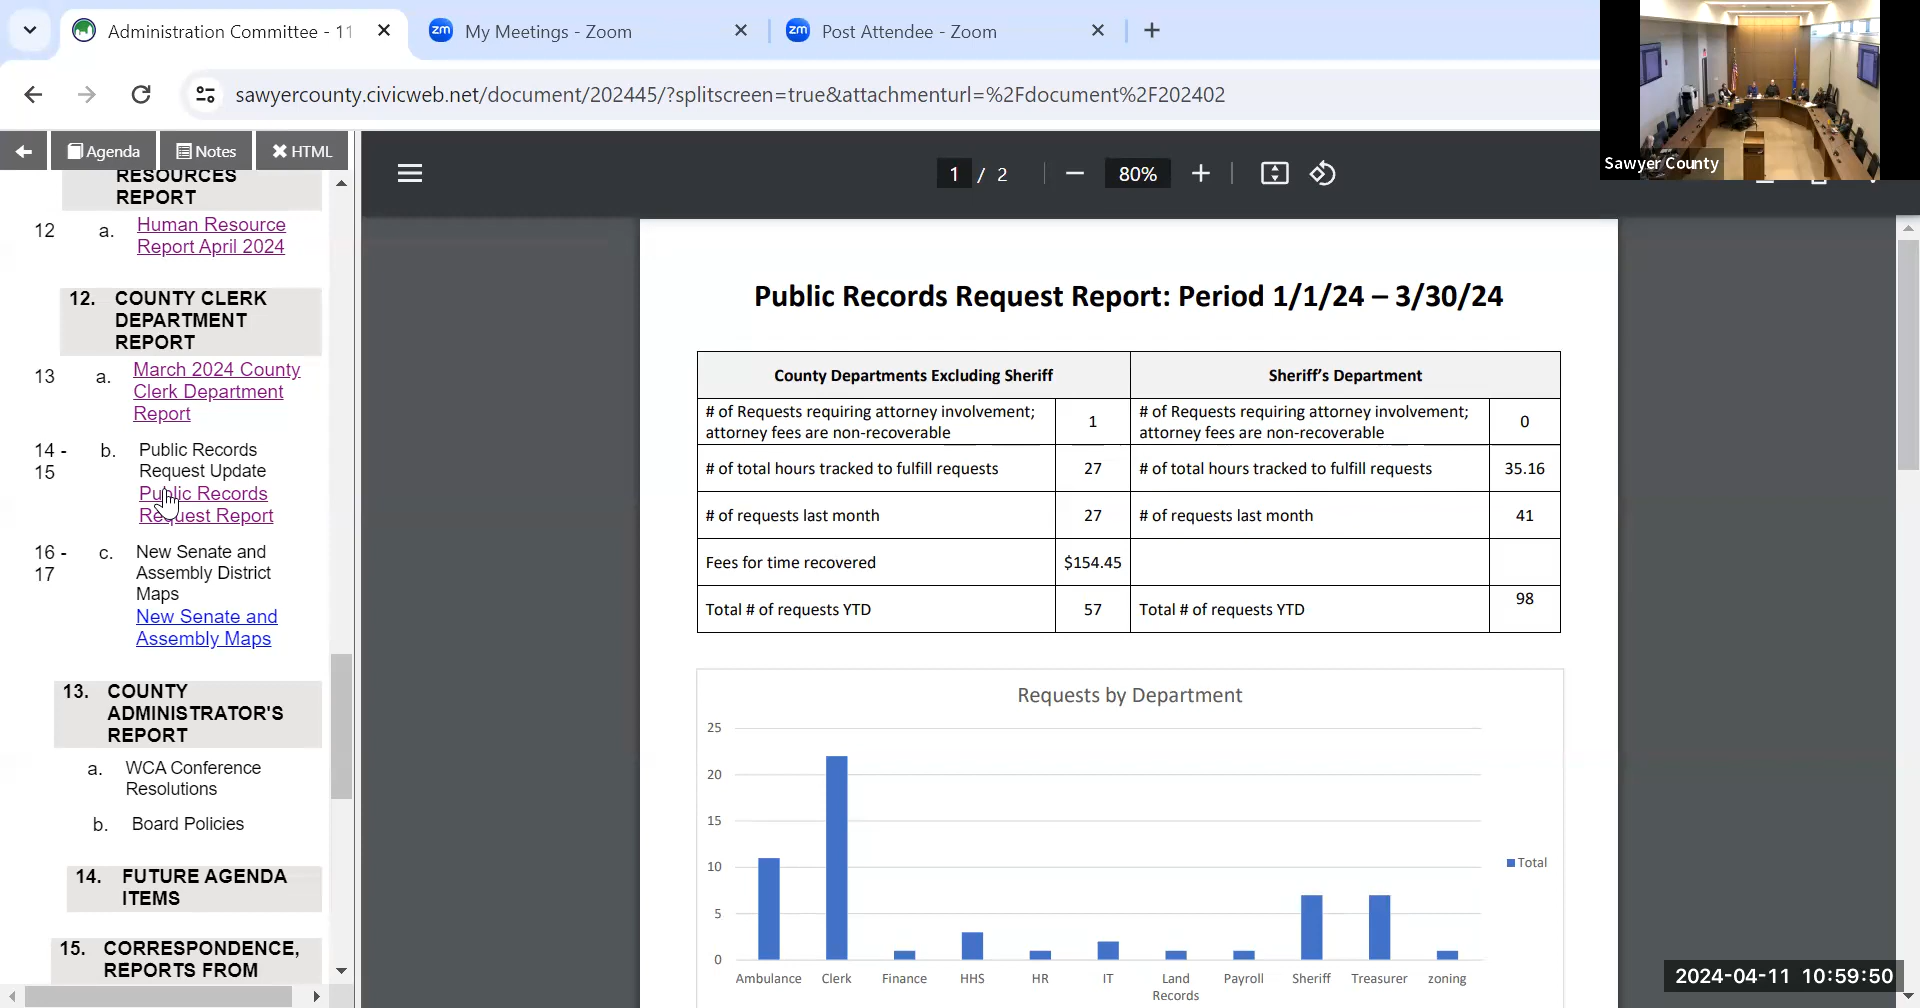 Administration Committee - 11
My Meetings - Zoom
Post Attendee - Zoom
sawyercounty.civicweb.net/document/202445/?splitscreen=true&attachmenturl=%2Fdocument%2F202402
Sawyer County
Agenda
Notes
HTML
1 / 2
80%
RESOURCES
REPORT
12 a. Human Resource
Report April 2024
12. COUNTY CLERK
DEPARTMENT
REPORT
13 a. March 2024 County
Clerk Department
Report
14 - b. Public Records
15 Request Update
Public Records
Request Report
16 - c. New Senate and
17 Assembly District
Maps
New Senate and
Assembly Maps
13. COUNTY
ADMINISTRATOR'S
REPORT
a. WCA Conference
Resolutions
b. Board Policies
14. FUTURE AGENDA
ITEMS
15. CORRESPONDENCE,
REPORTS FROM
Public Records Request Report: Period 1/1/24 – 3/30/24
County Departments Excluding Sheriff
Sheriff's Department
# of Requests requiring attorney involvement;
attorney fees are non-recoverable
1
# of Requests requiring attorney involvement;
attorney fees are non-recoverable
0
# of total hours tracked to fulfill requests 27 # of total hours tracked to fulfill requests 35.16
# of requests last month 27 # of requests last month 41
Fees for time recovered $154.45
Total # of requests YTD 57 Total # of requests YTD 98
Requests by Department
25
20
15
10
5
0
Total
Ambulance Clerk Finance HHS HR IT Land Payroll Sheriff Treasurer zoning
Records
2024-04-11 10:59:50